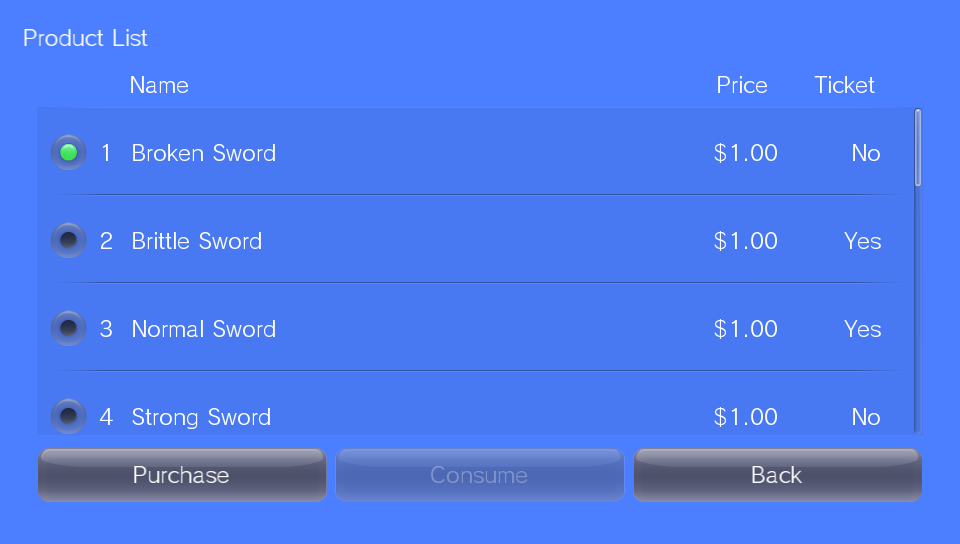 Product List
Name Price Ticket
1 Broken Sword $1.00 No
2 Brittle Sword $1.00 Yes
3 Normal Sword $1.00 Yes
4 Strong Sword $1.00 No
Purchase Consume Back